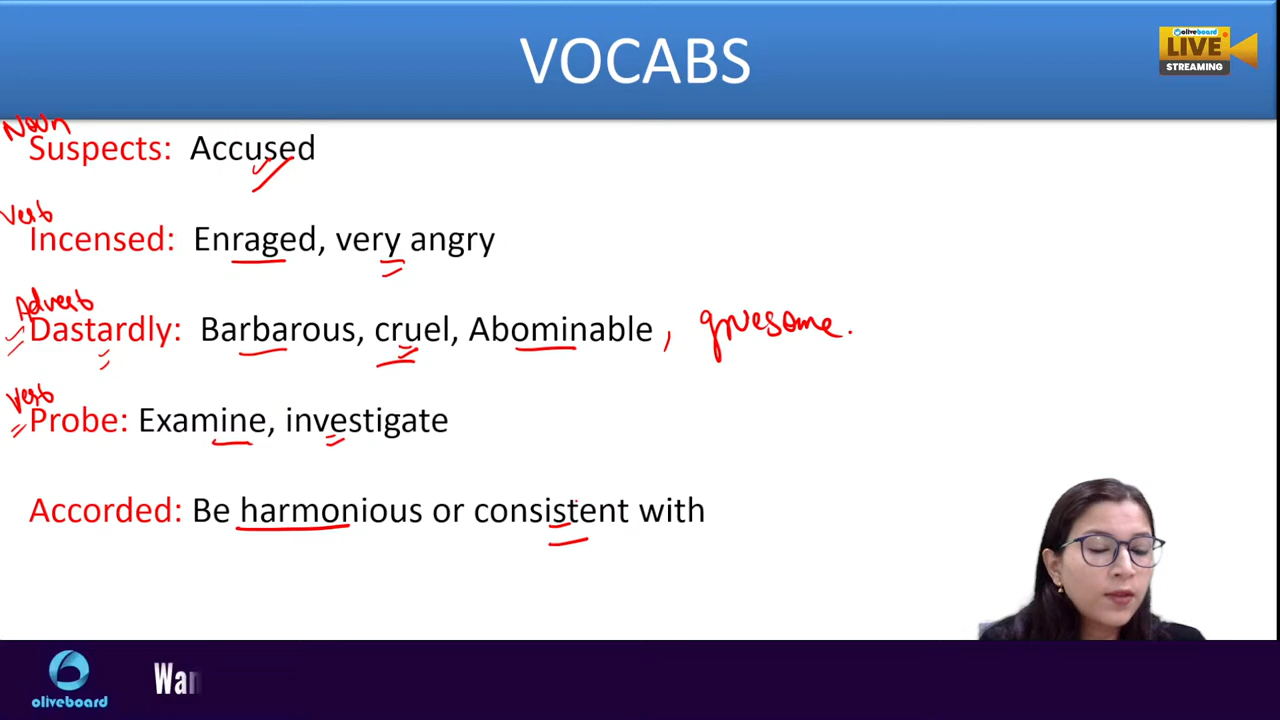 VOCABS
oliveboard
LIVE
STREAMING
Noun
Suspects: Accused
Verb
Incensed: Enraged, very angry
Adverb
Dastardly: Barbarous, cruel, Abominable, gruesome.
Verb
Probe: Examine, investigate
Accorded: Be harmonious or consistent with
oliveboard
Wan